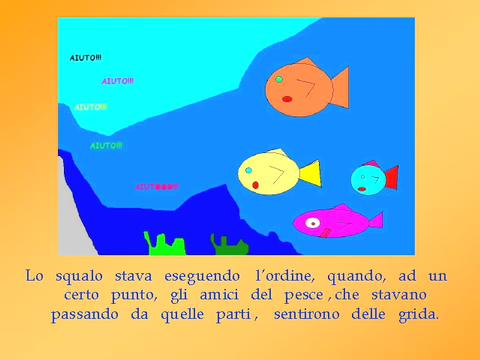 AIUTO!!!
AIUTO!!!
AIUTO!!!
AIUTO!!!
Lo squalo stava eseguendo l'ordine, quando, ad un
certo punto, gli amici del pesce, che stavano
passando da quelle parti, sentirono delle grida.